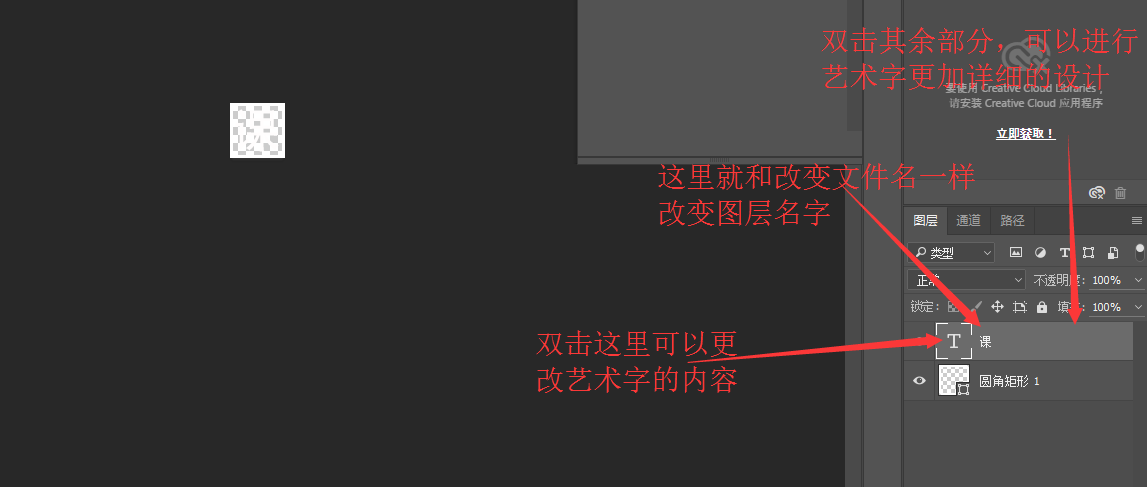 双击其余部分，可以进行
艺术字更加详细的设计
要使用 Creative Cloud Libraries，
请安装 Creative Cloud 应用程序
立即获取！
这里就和改变文件名一样
改变图层名字
图层 通道 路径
类型
正常 不透明度: 100%
锁定: 填充: 100%
双击这里可以更
改艺术字的内容
T 课
圆角矩形 1